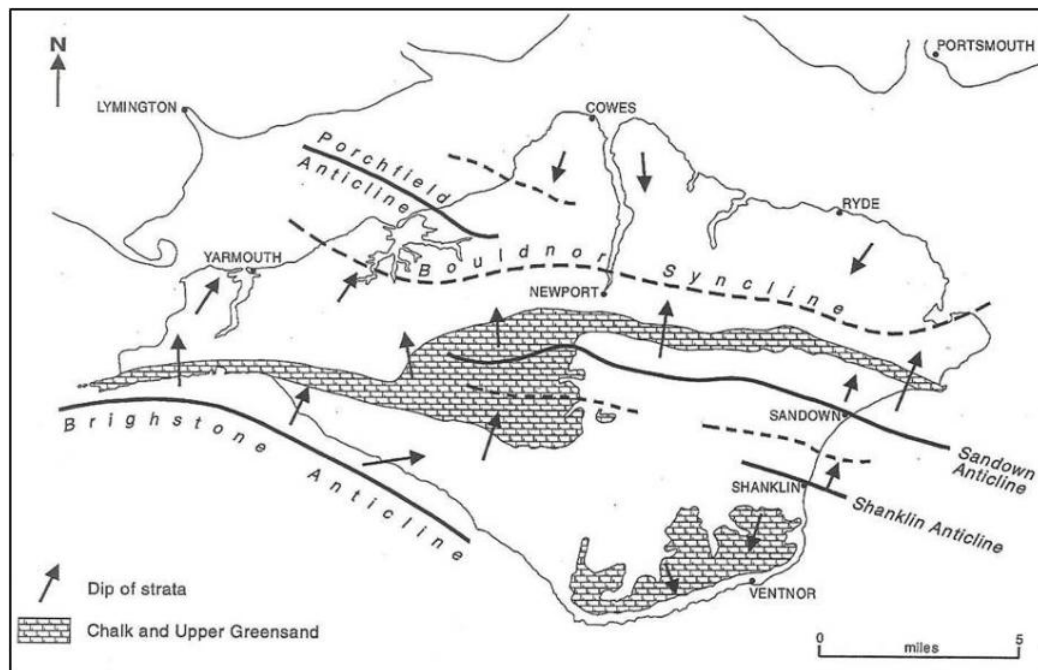 N
PORTSMOUTH
LYMINGTON
COWES
Porchfield
Anticline
RYDE
YARMOUTH
Bouldnor Syncline
NEWPORT
Brighstone Anticline
SANDOWN
Sandown
Anticline
SHANKLIN
Shanklin Anticline
VENTNOR
Dip of strata
Chalk and Upper Greensand
0 5
miles